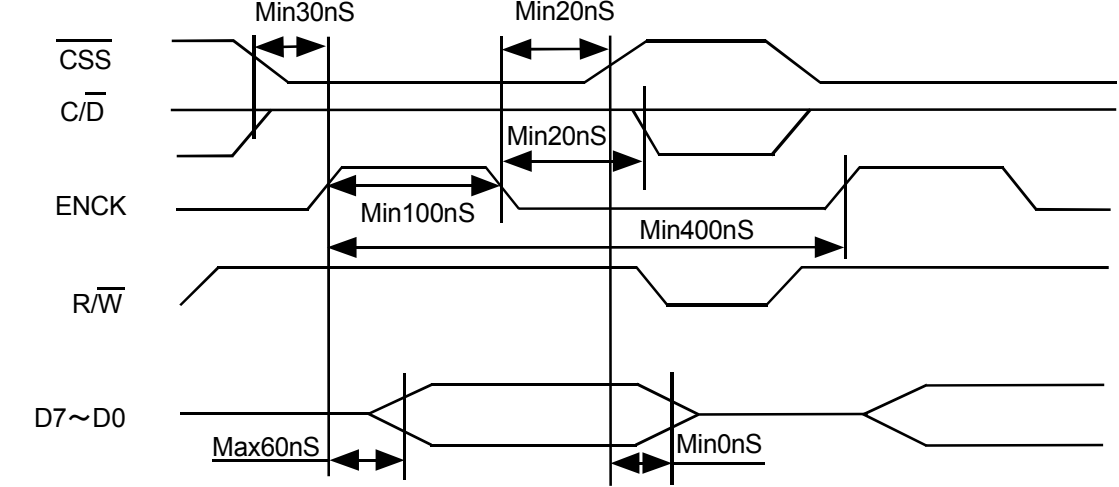 Min30nS
Min20nS
CSS
C/D
Min20nS
ENCK
Min100nS
Min400nS
R/W
D7～D0
Max60nS
Min0nS